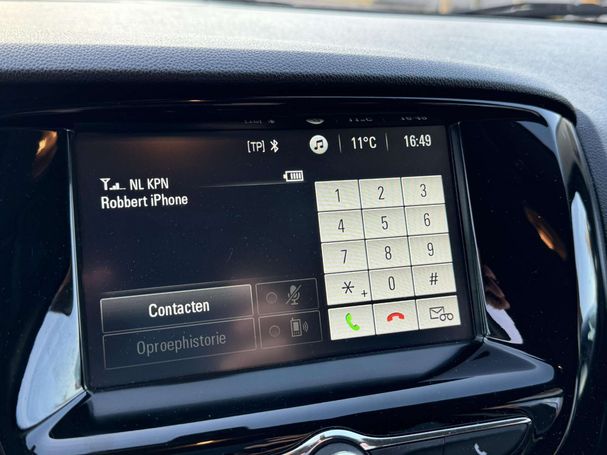 [TP] 11°C 16:49
NL KPN
Robbert iPhone
1 2 3
4 5 6
7 8 9
* + 0 #
Contacten
Oproephistorie